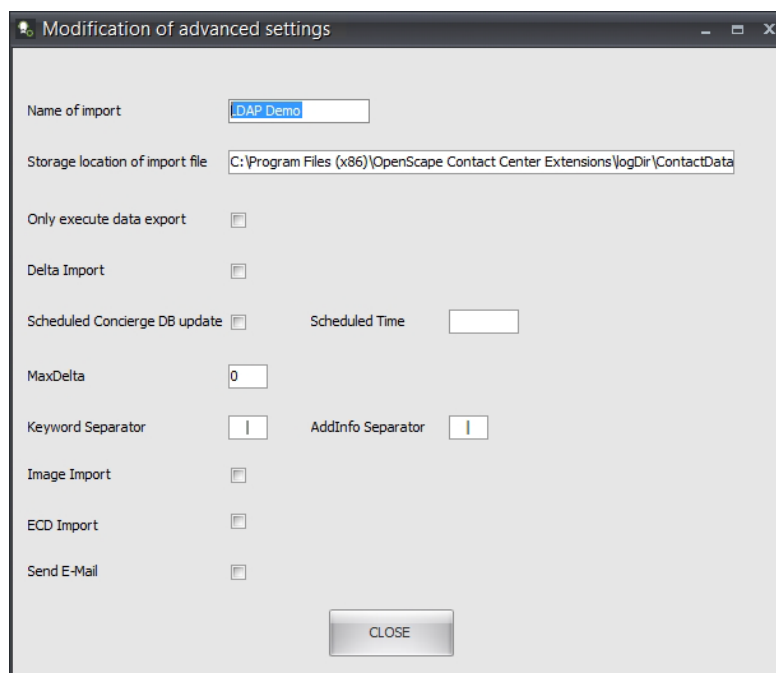 Modification of advanced settings
Name of import LDAP Demo
Storage location of import file C:\Program Files (x86)\OpenScape Contact Center Extensions\logDir\ContactData
Only execute data export
Delta Import
Scheduled Concierge DB update Scheduled Time
MaxDelta 0
Keyword Separator | AddInfo Separator |
Image Import
ECD Import
Send E-Mail
CLOSE